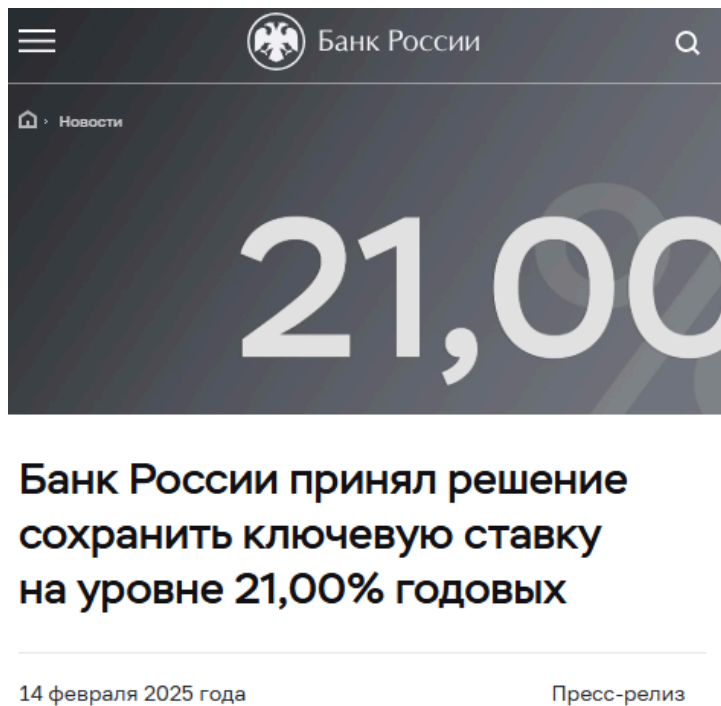 Банк России
Новости
21,00
%
Банк России принял решение
сохранить ключевую ставку
на уровне 21,00% годовых
14 февраля 2025 года
Пресс-релиз